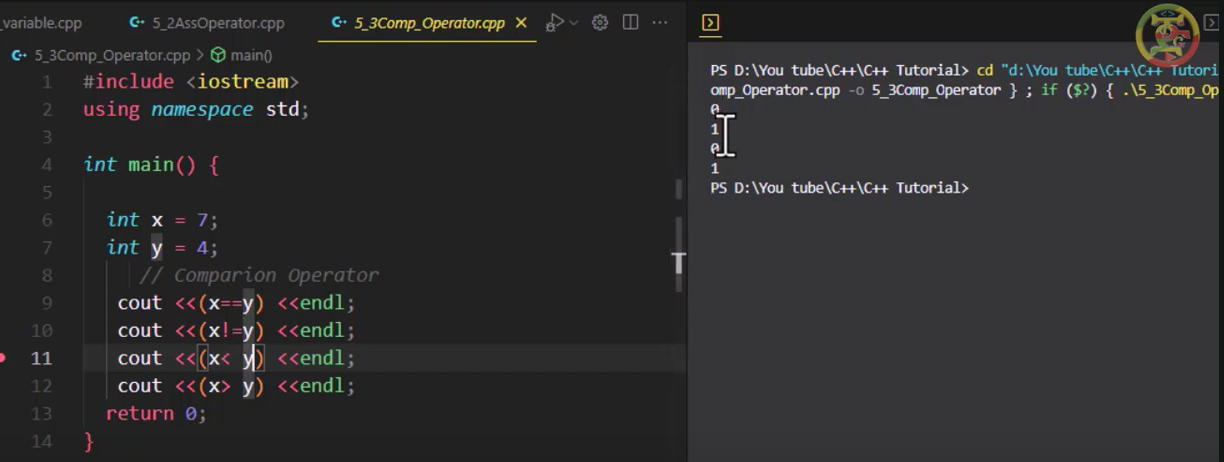 _variable.cpp
5_2AssOperator.cpp
5_3Comp_Operator.cpp
5_3Comp_Operator.cpp > main()
1 #include <iostream>
2 using namespace std;
3
4 int main() {
5
6 int x = 7;
7 int y = 4;
8 // Comparion Operator
9 cout <<(x==y) <<endl;
10 cout <<(x!=y) <<endl;
11 cout <<(x< y) <<endl;
12 cout <<(x> y) <<endl;
13 return 0;
14 }
PS D:\You tube\C++\C++ Tutorial> cd "d:\You tube\C++\C++ Tutori
omp_Operator.cpp -o 5_3Comp_Operator } ; if ($?) { .\5_3Comp_Op
0
1
0
1
PS D:\You tube\C++\C++ Tutorial>